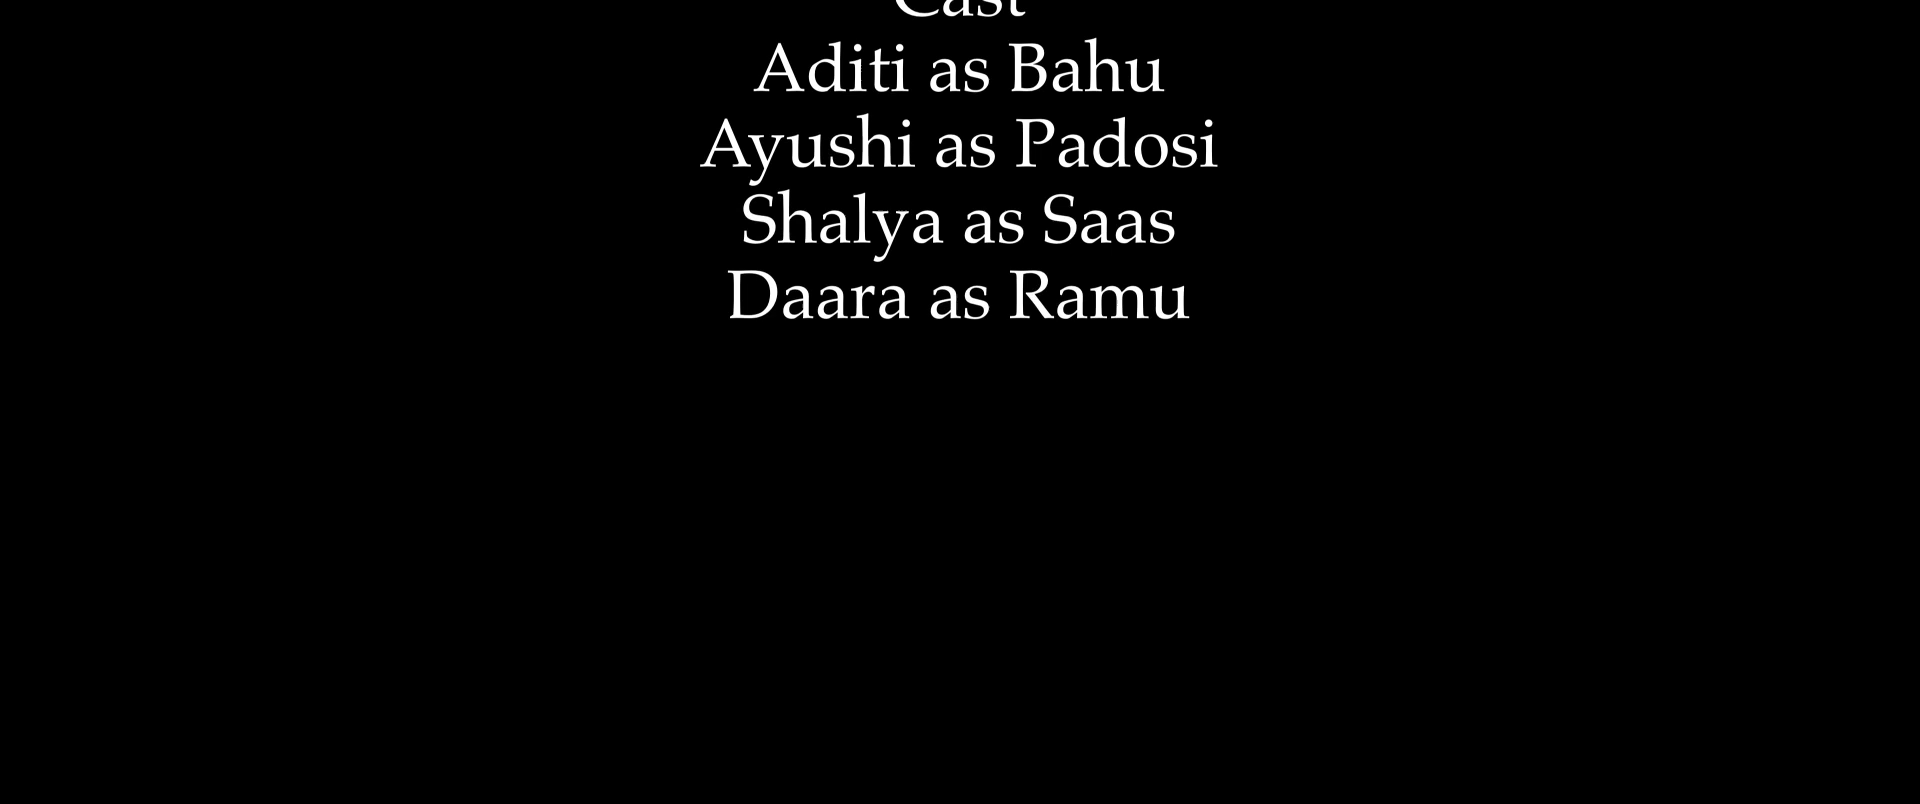 Cast
Aditi as Bahu
Ayushi as Padosi
Shalya as Saas
Daara as Ramu